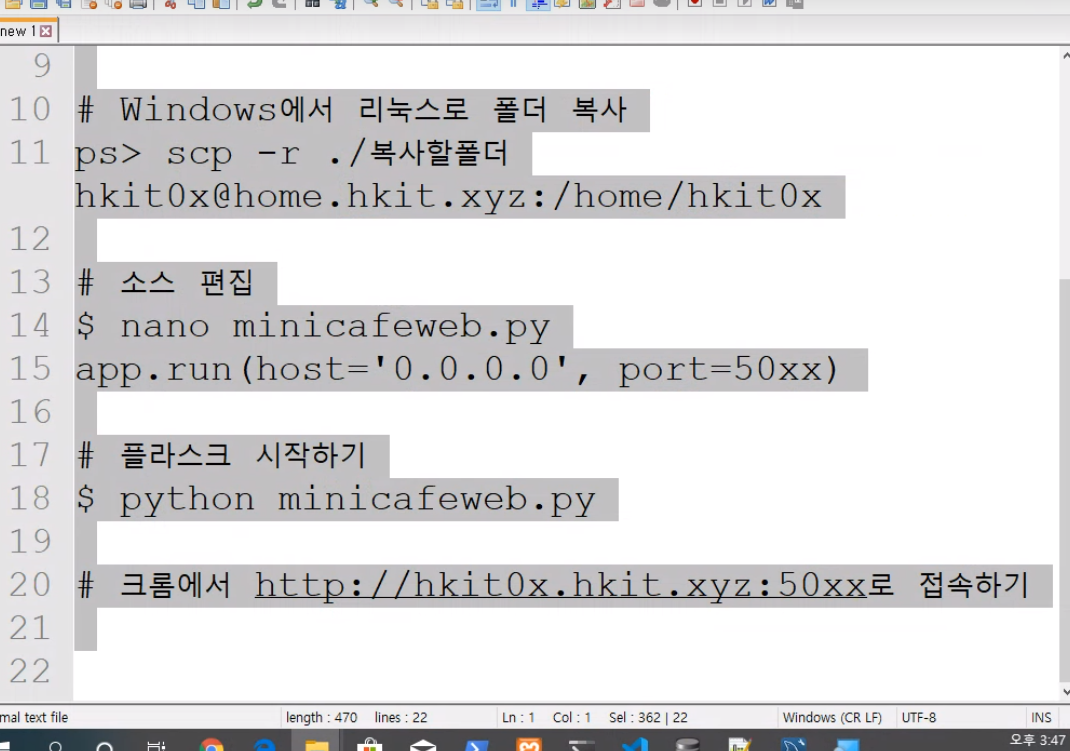 new 1
9
10 # Windows에서 리눅스로 폴더 복사
11 ps> scp -r ./복사할폴더
hkit0x@home.hkit.xyz:/home/hkit0x
12
13 # 소스 편집
14 $ nano minicafeweb.py
15 app.run(host='0.0.0.0', port=50xx)
16
17 # 플라스크 시작하기
18 $ python minicafeweb.py
19
20 # 크롬에서 http://hkit0x.hkit.xyz:50xx로 접속하기
21
22
mal text file length : 470 lines : 22 Ln : 1 Col : 1 Sel : 362 | 22 Windows (CR LF) UTF-8 INS
오후 3:47